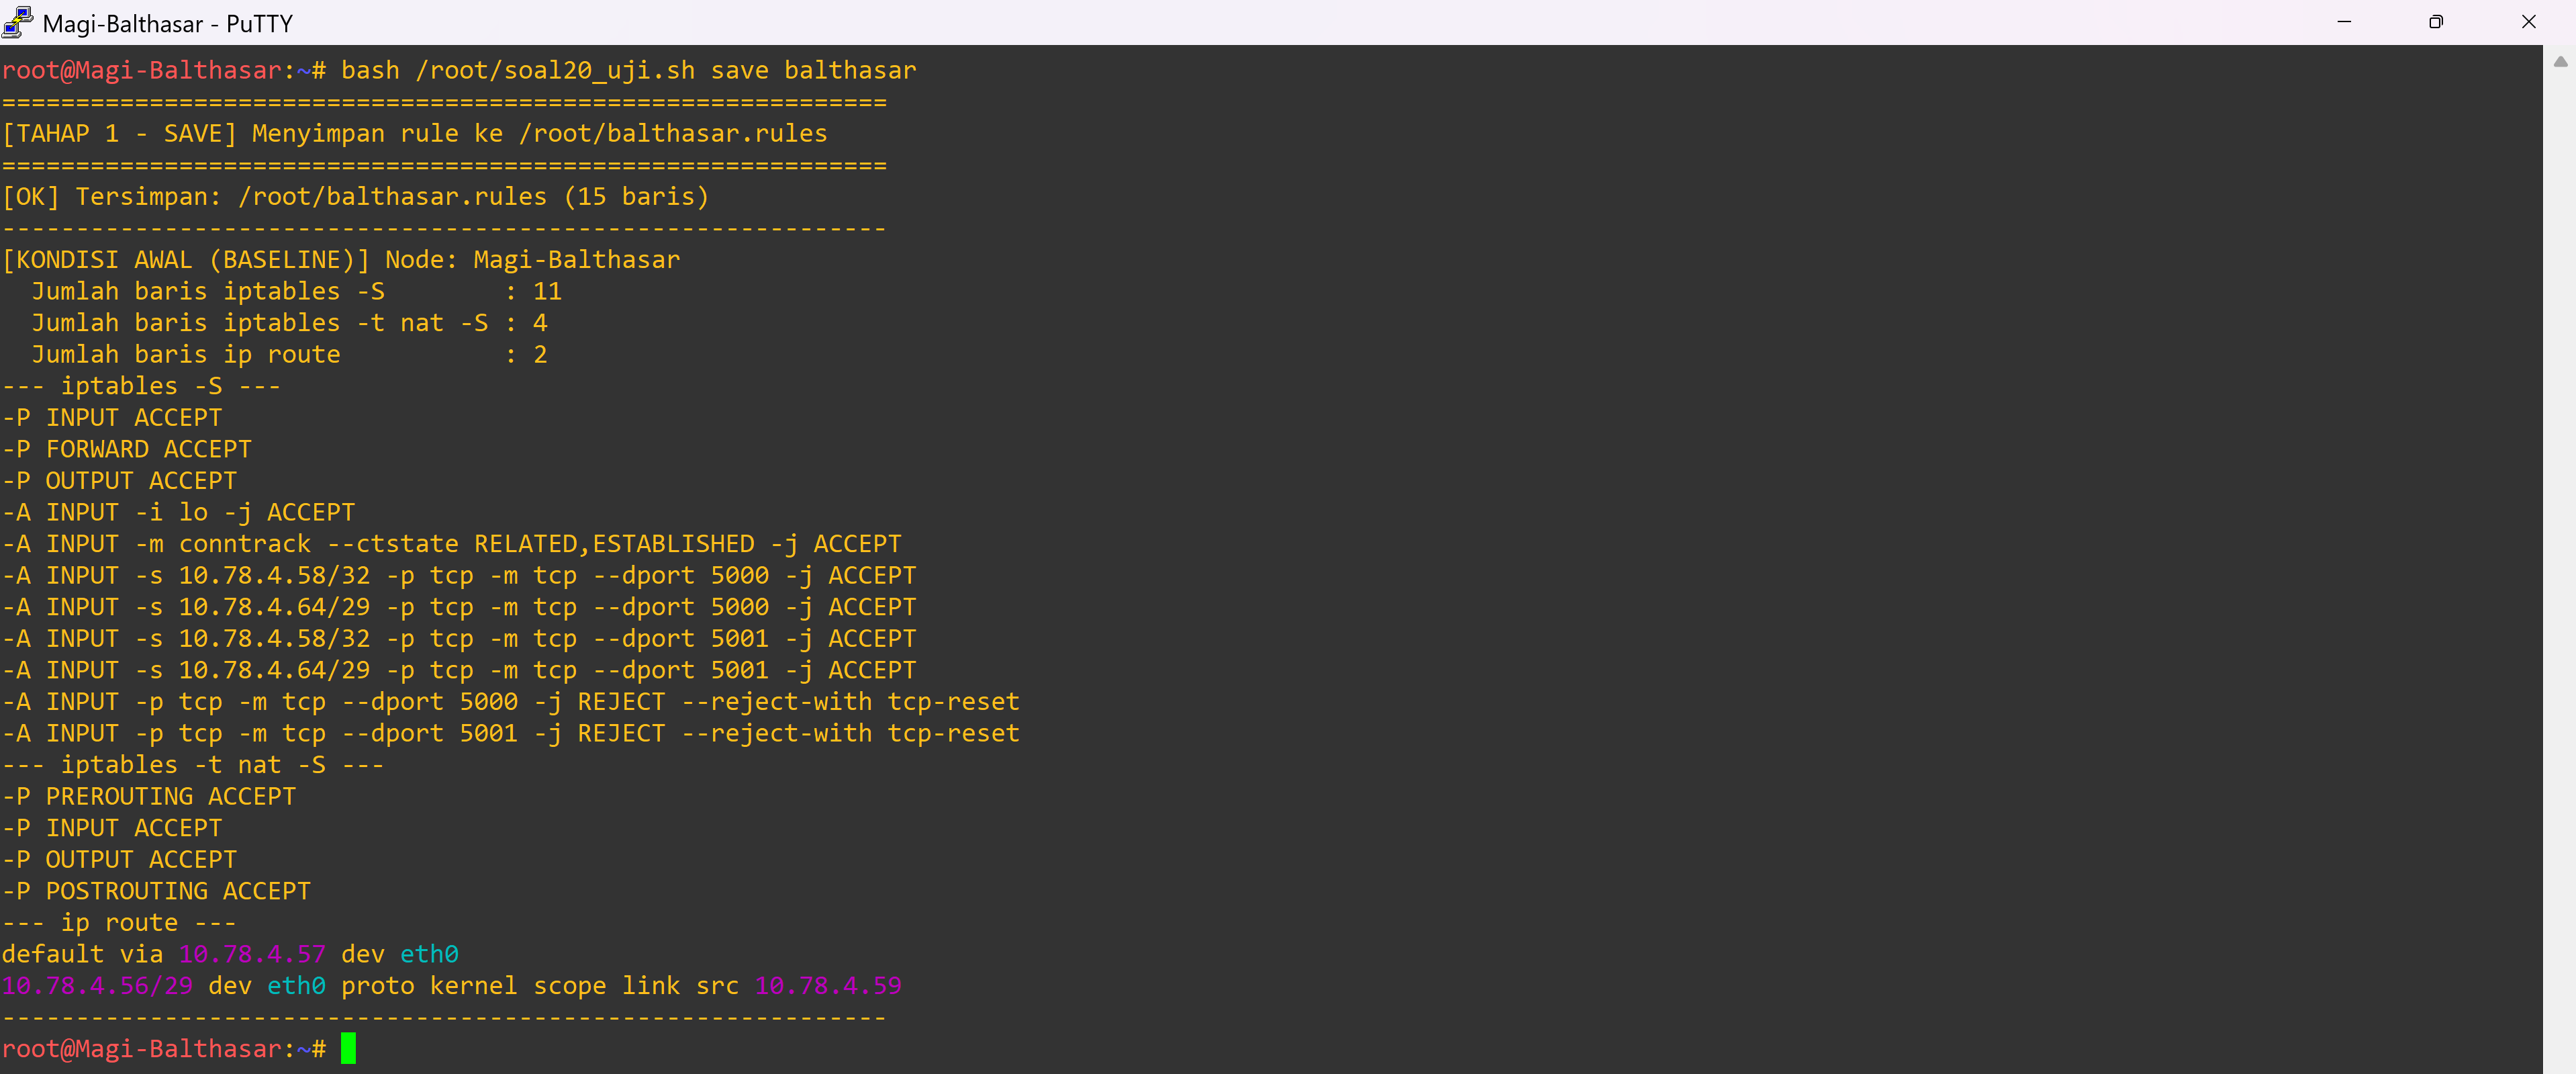 Magi-Balthasar - PuTTY
root@Magi-Balthasar:~# bash /root/soal20_uji.sh save balthasar
============================================================
[TAHAP 1 - SAVE] Menyimpan rule ke /root/balthasar.rules
============================================================
[OK] Tersimpan: /root/balthasar.rules (15 baris)
------------------------------------------------------------
[KONDISI AWAL (BASELINE)] Node: Magi-Balthasar
  Jumlah baris iptables -S        : 11
  Jumlah baris iptables -t nat -S : 4
  Jumlah baris ip route           : 2
--- iptables -S ---
-P INPUT ACCEPT
-P FORWARD ACCEPT
-P OUTPUT ACCEPT
-A INPUT -i lo -j ACCEPT
-A INPUT -m conntrack --ctstate RELATED,ESTABLISHED -j ACCEPT
-A INPUT -s 10.78.4.58/32 -p tcp -m tcp --dport 5000 -j ACCEPT
-A INPUT -s 10.78.4.64/29 -p tcp -m tcp --dport 5000 -j ACCEPT
-A INPUT -s 10.78.4.58/32 -p tcp -m tcp --dport 5001 -j ACCEPT
-A INPUT -s 10.78.4.64/29 -p tcp -m tcp --dport 5001 -j ACCEPT
-A INPUT -p tcp -m tcp --dport 5000 -j REJECT --reject-with tcp-reset
-A INPUT -p tcp -m tcp --dport 5001 -j REJECT --reject-with tcp-reset
--- iptables -t nat -S ---
-P PREROUTING ACCEPT
-P INPUT ACCEPT
-P OUTPUT ACCEPT
-P POSTROUTING ACCEPT
--- ip route ---
default via 10.78.4.57 dev eth0
10.78.4.56/29 dev eth0 proto kernel scope link src 10.78.4.59
------------------------------------------------------------
root@Magi-Balthasar:~#